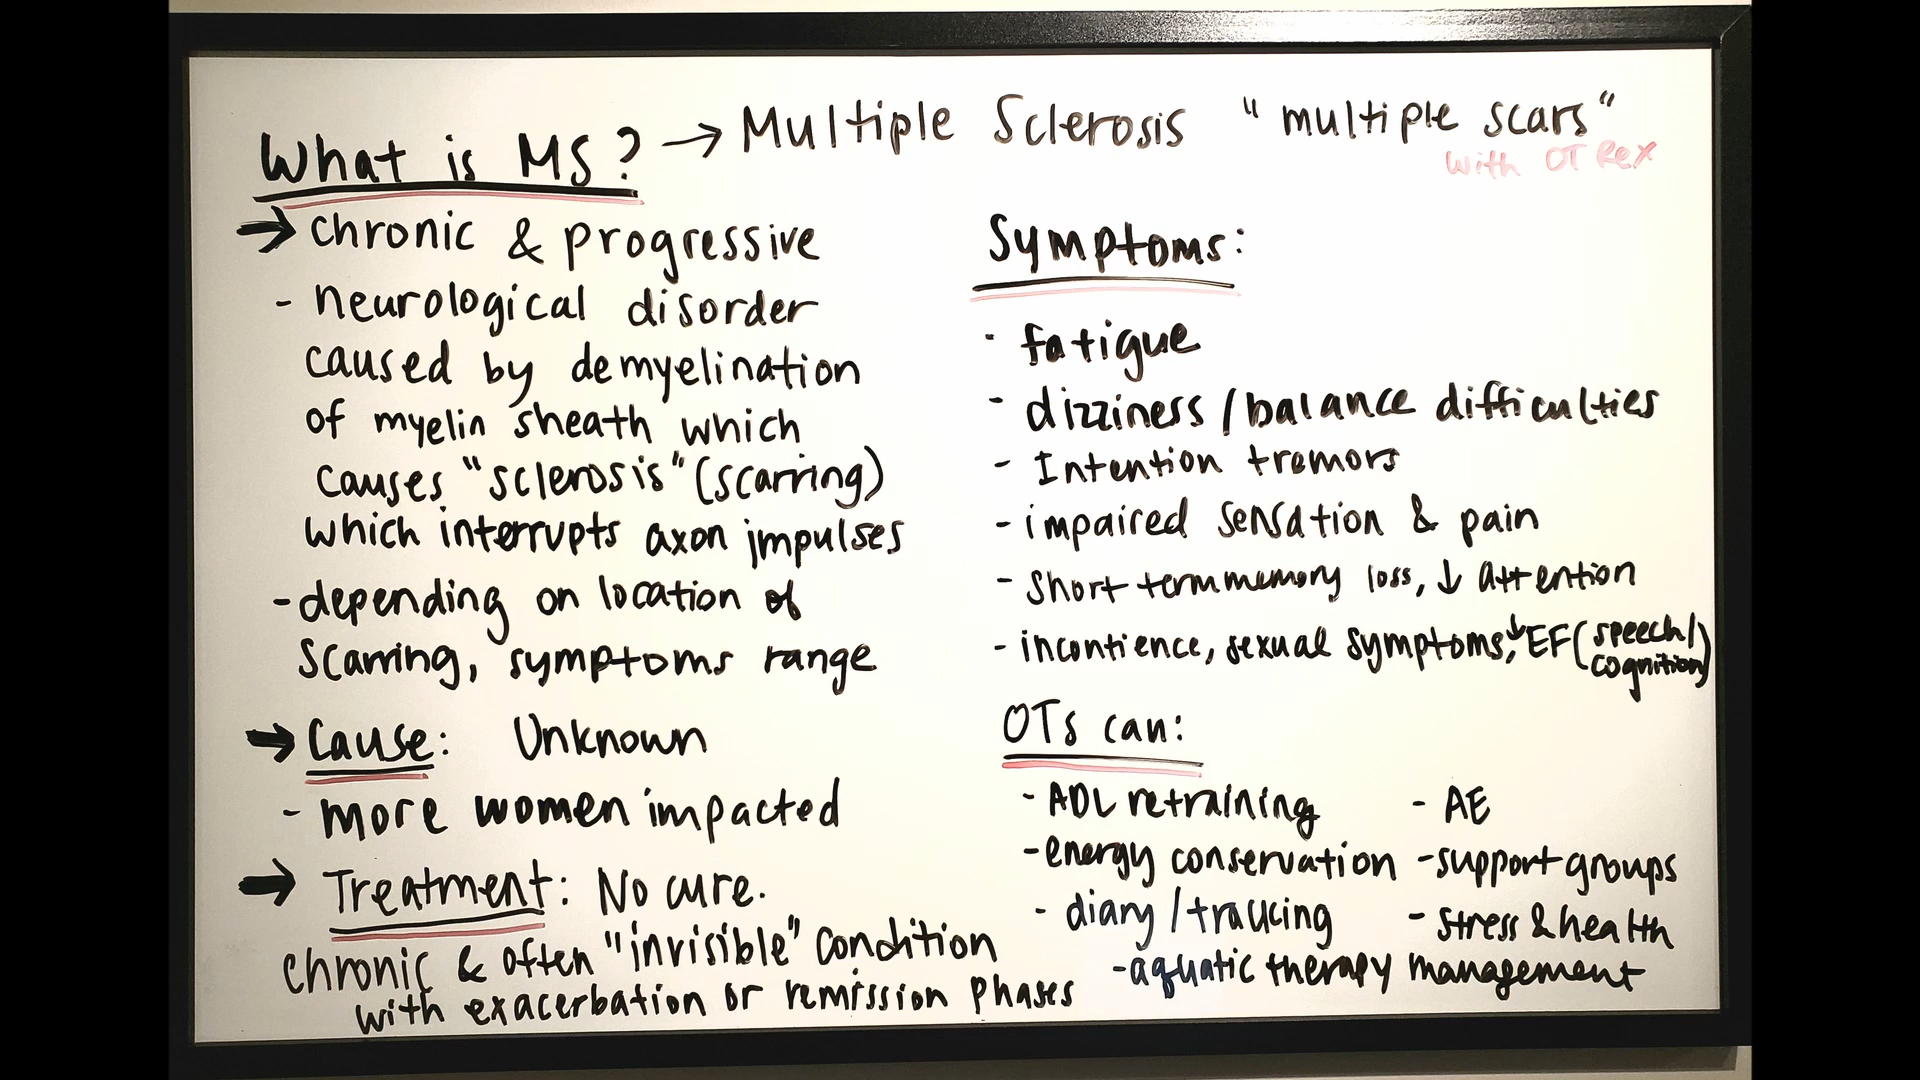 What is MS? → Multiple Sclerosis "multiple scars"
with OT Rex
→ chronic & progressive
- neurological disorder
caused by demyelination
of myelin sheath which
causes "sclerosis" (scarring)
which interrupts axon impulses
- depending on location of
scarring, symptoms range
→ Cause: Unknown
- more women impacted
→ Treatment: No cure.
chronic & often "invisible" condition
with exacerbation or remission phases
Symptoms:
- fatigue
- dizziness / balance difficulties
- Intention tremors
- impaired sensation & pain
- short term memory loss, ↓ attention
- incontience, sexual symptoms, ↓ EF (speech/
cognition)
OTs can:
- ADL retraining
- energy conservation
- diary / tracking
- aquatic therapy
- AE
- support groups
- stress & health
management